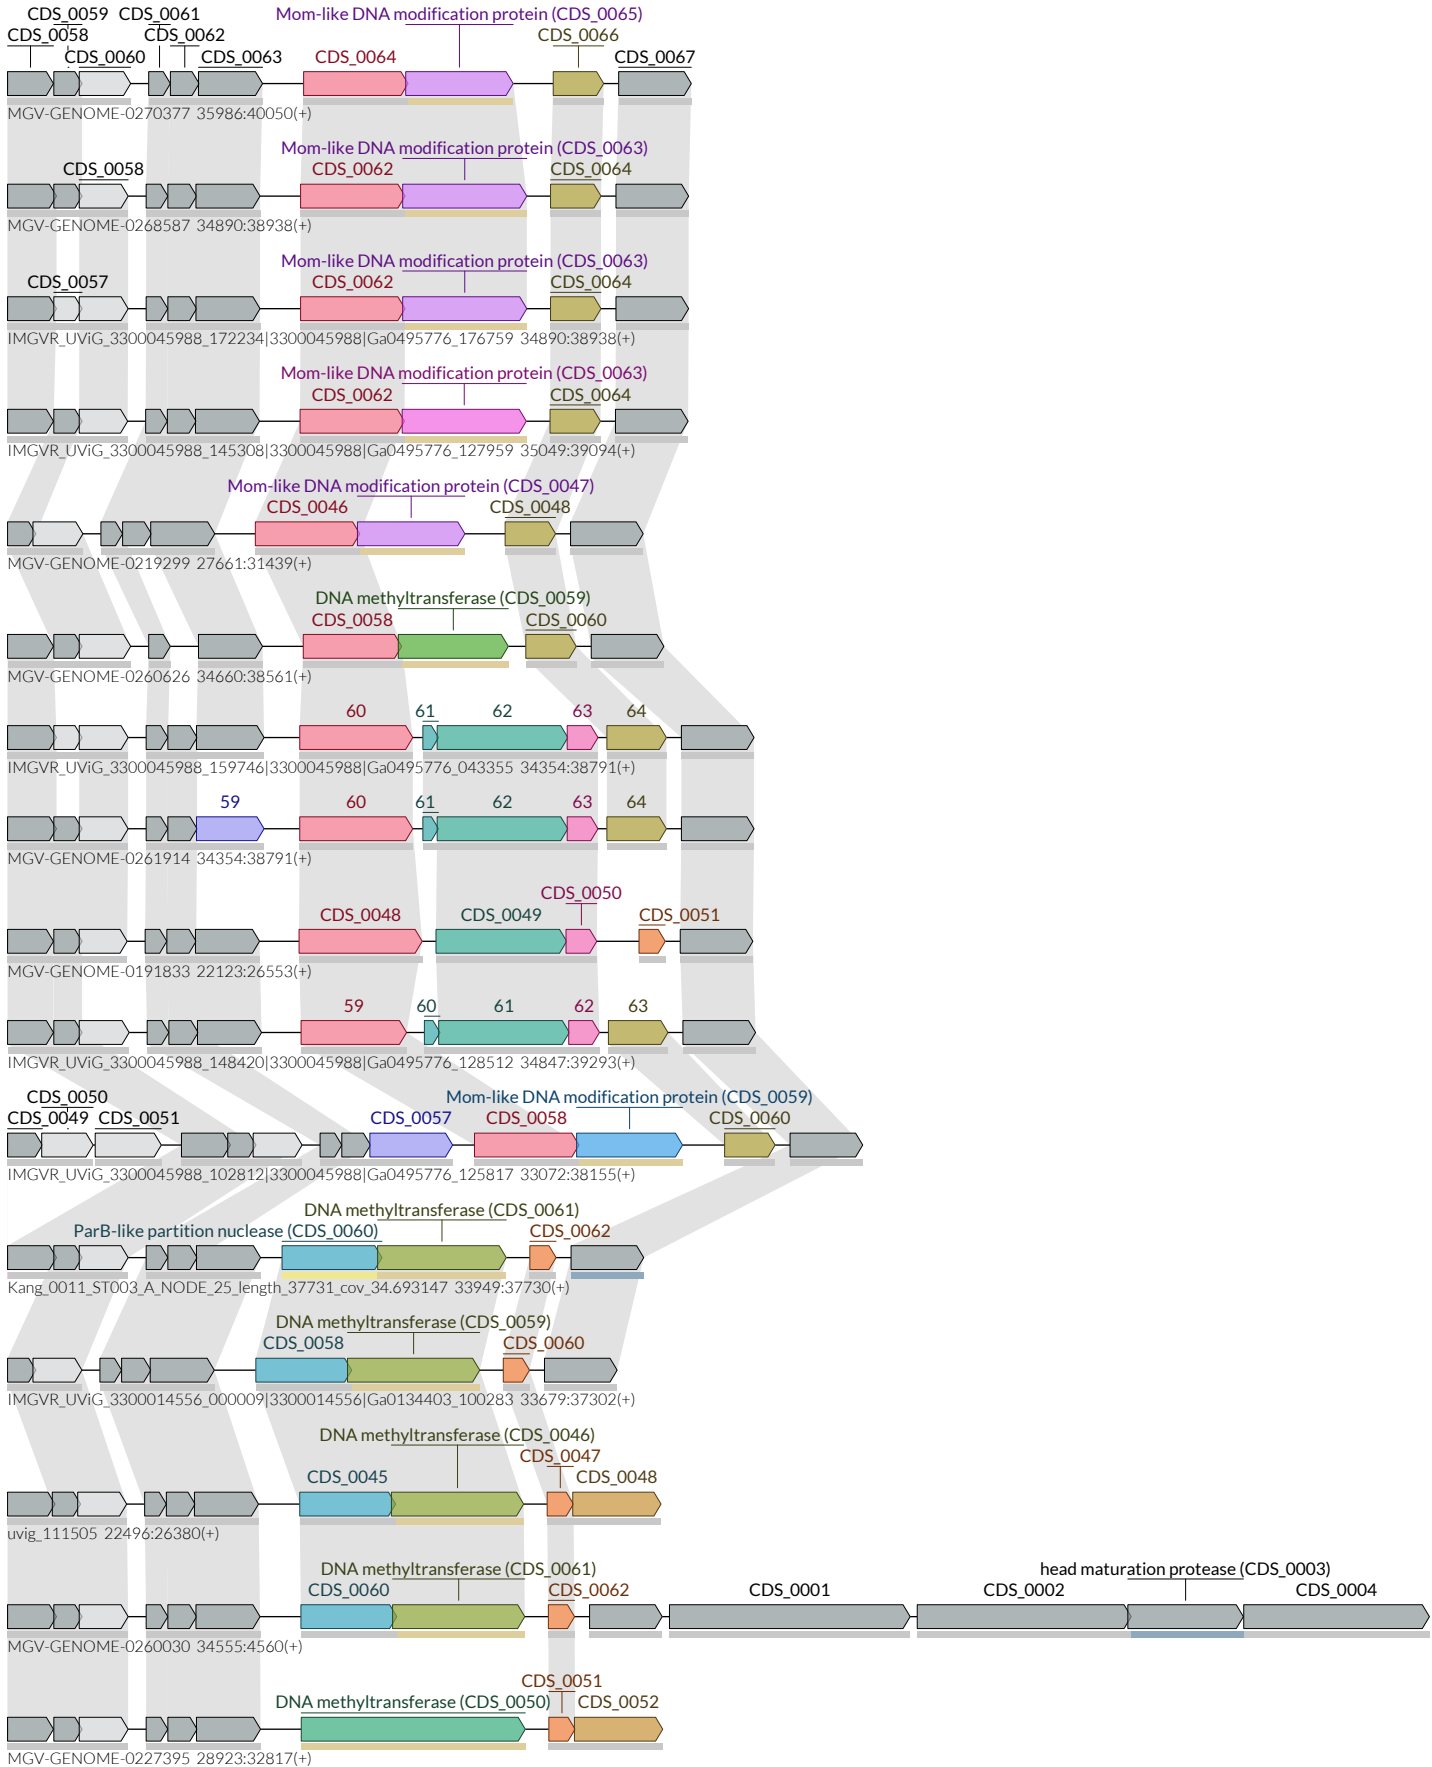 CDS_0059 CDS_0061 Mom-like DNA modification protein (CDS_0065)
CDS_0058 CDS_0062 CDS_0066
CDS_0060 CDS_0063 CDS_0064 CDS_0067
MGV-GENOME-0270377 35986:40050(+)
Mom-like DNA modification protein (CDS_0063)
CDS_0058 CDS_0062 CDS_0064
MGV-GENOME-0268587 34890:38938(+)
Mom-like DNA modification protein (CDS_0063)
CDS_0057 CDS_0062 CDS_0064
IMGVR_UViG_3300045988_172234|3300045988|Ga0495776_176759 34890:38938(+)
Mom-like DNA modification protein (CDS_0063)
CDS_0062 CDS_0064
IMGVR_UViG_3300045988_145308|3300045988|Ga0495776_127959 35049:39094(+)
Mom-like DNA modification protein (CDS_0047)
CDS_0046 CDS_0048
MGV-GENOME-0219299 27661:31439(+)
DNA methyltransferase (CDS_0059)
CDS_0058 CDS_0060
MGV-GENOME-0260626 34660:38561(+)
60 61 62 63 64
IMGVR_UViG_3300045988_159746|3300045988|Ga0495776_043355 34354:38791(+)
59 60 61 62 63 64
MGV-GENOME-0261914 34354:38791(+)
CDS_0050
CDS_0048 CDS_0049 CDS_0051
MGV-GENOME-0191833 22123:26553(+)
59 60 61 62 63
IMGVR_UViG_3300045988_148420|3300045988|Ga0495776_128512 34847:39293(+)
CDS_0050 Mom-like DNA modification protein (CDS_0059)
CDS_0049 CDS_0051 CDS_0057 CDS_0058 CDS_0060
IMGVR_UViG_3300045988_102812|3300045988|Ga0495776_125817 33072:38155(+)
DNA methyltransferase (CDS_0061)
ParB-like partition nuclease (CDS_0060) CDS_0062
Kang_0011_ST003_A_NODE_25_length_37731_cov_34.693147 33949:37730(+)
DNA methyltransferase (CDS_0059)
CDS_0058 CDS_0060
IMGVR_UViG_3300014556_000009|3300014556|Ga0134403_100283 33679:37302(+)
DNA methyltransferase (CDS_0046)
CDS_0047
CDS_0045 CDS_0048
uvig_111505 22496:26380(+)
DNA methyltransferase (CDS_0061) head maturation protease (CDS_0003)
CDS_0060 CDS_0062 CDS_0001 CDS_0002 CDS_0004
MGV-GENOME-0260030 34555:4560(+)
CDS_0051
DNA methyltransferase (CDS_0050) CDS_0052
MGV-GENOME-0227395 28923:32817(+)